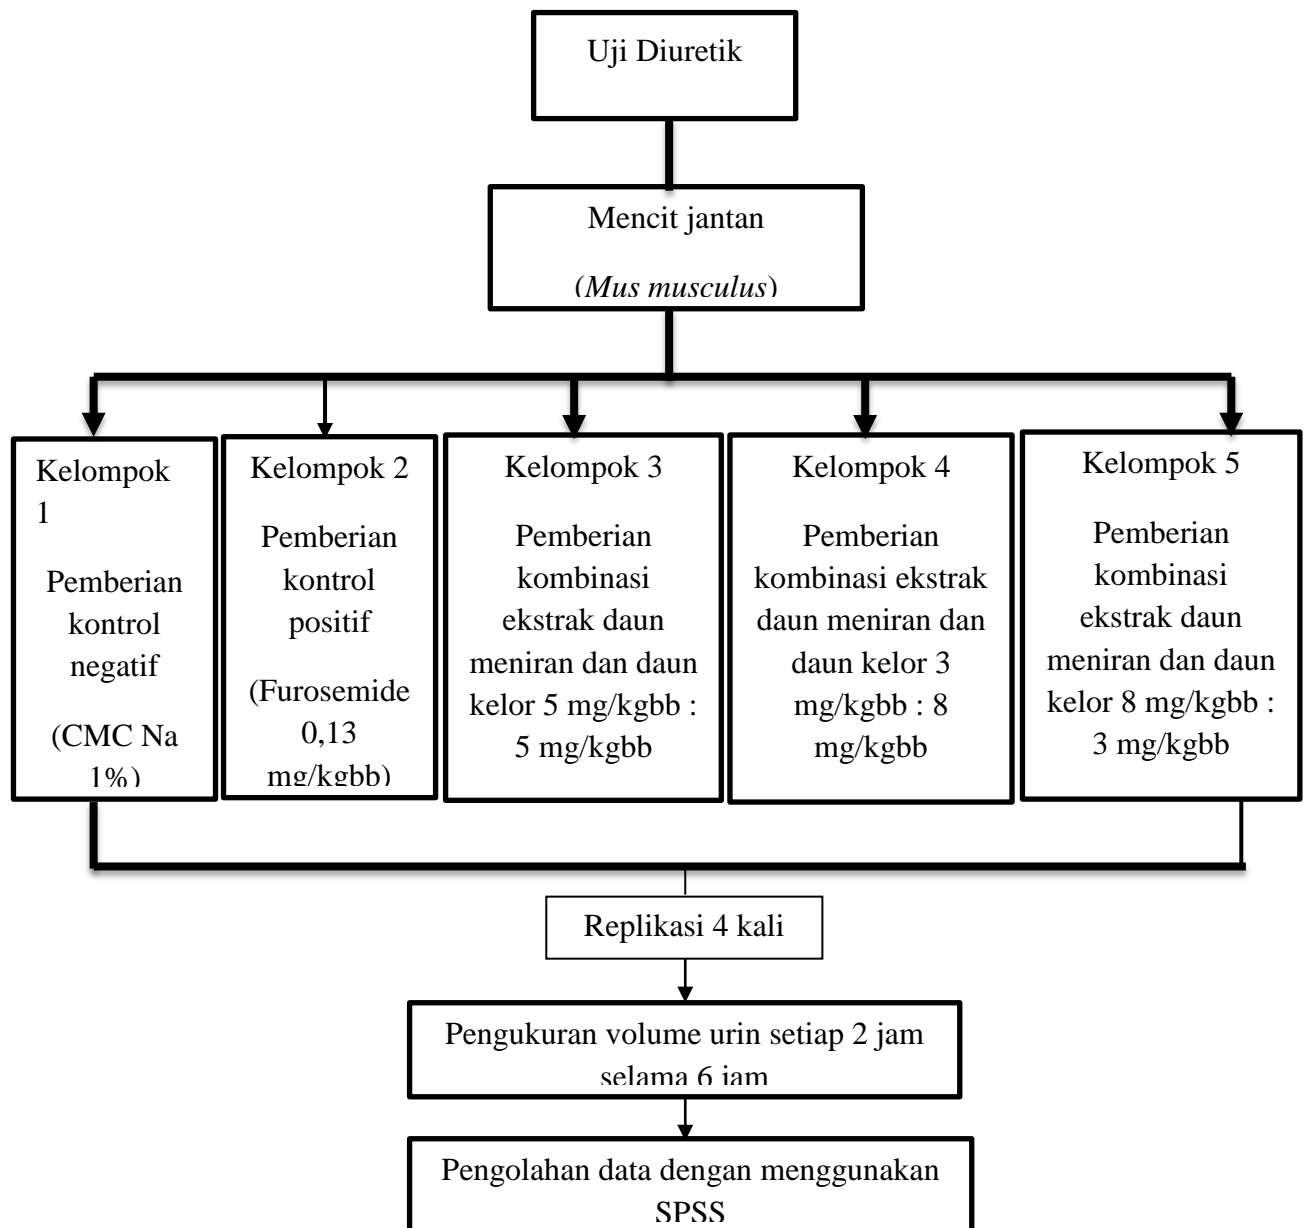 Uji Diuretik
Mencit jantan
(Mus musculus)
Kelompok
1
Pemberian
kontrol
negatif
(CMC Na
1%)
Kelompok 2
Pemberian
kontrol
positif
(Furosemide
0,13
mg/kgbb)
Kelompok 3
Pemberian
kombinasi
ekstrak daun
meniran dan daun
kelor 5 mg/kgbb :
5 mg/kgbb
Kelompok 4
Pemberian
kombinasi ekstrak
daun meniran dan
daun kelor 3
mg/kgbb : 8
mg/kgbb
Kelompok 5
Pemberian
kombinasi
ekstrak daun
meniran dan daun
kelor 8 mg/kgbb :
3 mg/kgbb
Replikasi 4 kali
Pengukuran volume urin setiap 2 jam
selama 6 jam
Pengolahan data dengan menggunakan
SPSS